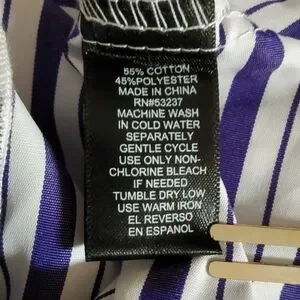 55% COTTON
45%POLYESTER
MADE IN CHINA
RN#53237
MACHINE WASH
IN COLD WATER
SEPARATELY
GENTLE CYCLE
USE ONLY NON-
CHLORINE BLEACH
IF NEEDED
TUMBLE DRY LOW
USE WARM IRON
EL REVERSO
EN ESPANOL